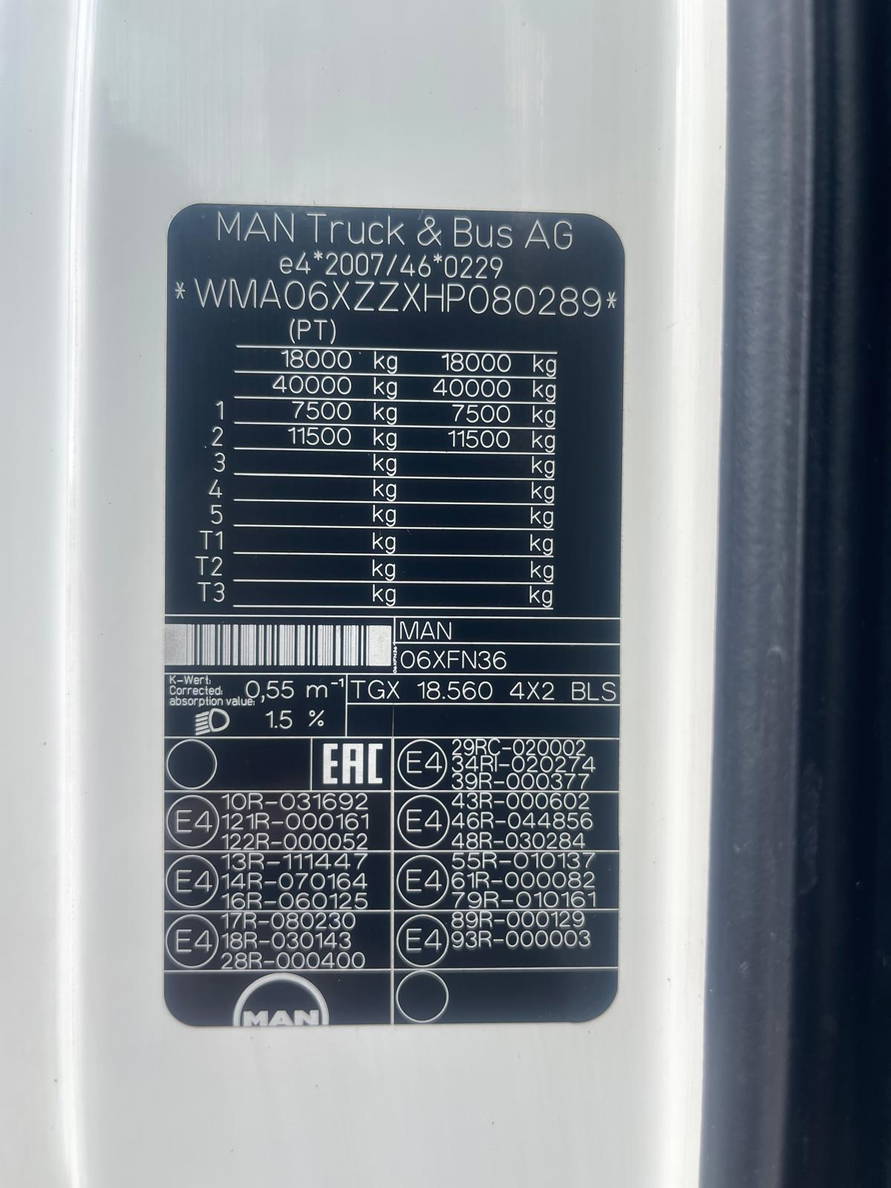 MAN Truck & Bus AG
e4*2007/46*0229
*WMA06XZZXHP080289*
(PT)
18000 kg 18000 kg
40000 kg 40000 kg
1 7500 kg 7500 kg
2 11500 kg 11500 kg
3 kg kg
4 kg kg
5 kg kg
T1 kg kg
T2 kg kg
T3 kg kg
MAN
06XFN36
K-Wert:
Corrected:
absorption value:
0,55 m⁻¹
TGX 18.560 4X2 BLS
1.5 %
EAC
E4
29RC-020002
34RI-020274
39R-000377
E4
10R-031692
121R-000161
122R-000052
E4
43R-000602
46R-044856
48R-030284
E4
13R-111447
14R-070164
16R-060125
E4
55R-010137
61R-000082
79R-010161
E4
17R-080230
18R-030143
28R-000400
E4
89R-000129
93R-000003
MAN